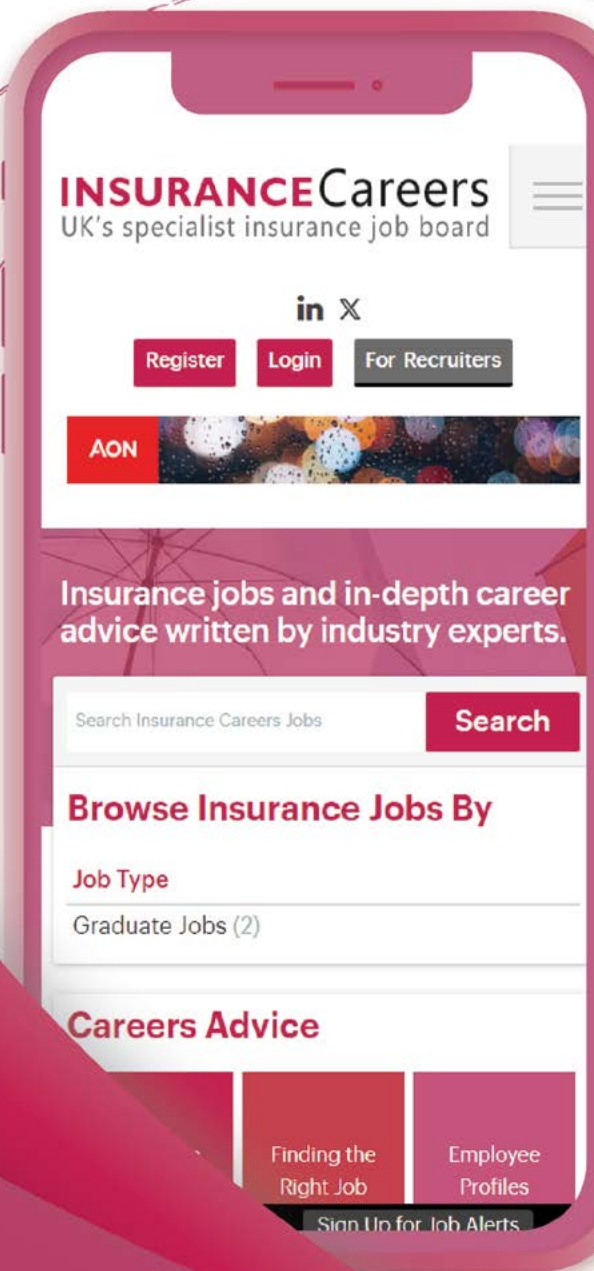 INSURANCECareers
UK's specialist insurance job board
in X
Register Login For Recruiters
AON
Insurance jobs and in-depth career
advice written by industry experts.
Search Insurance Careers Jobs Search
Browse Insurance Jobs By
Job Type
Graduate Jobs (2)
Careers Advice
Finding the Employee
Right Job Profiles
Sign Up for Job Alerts